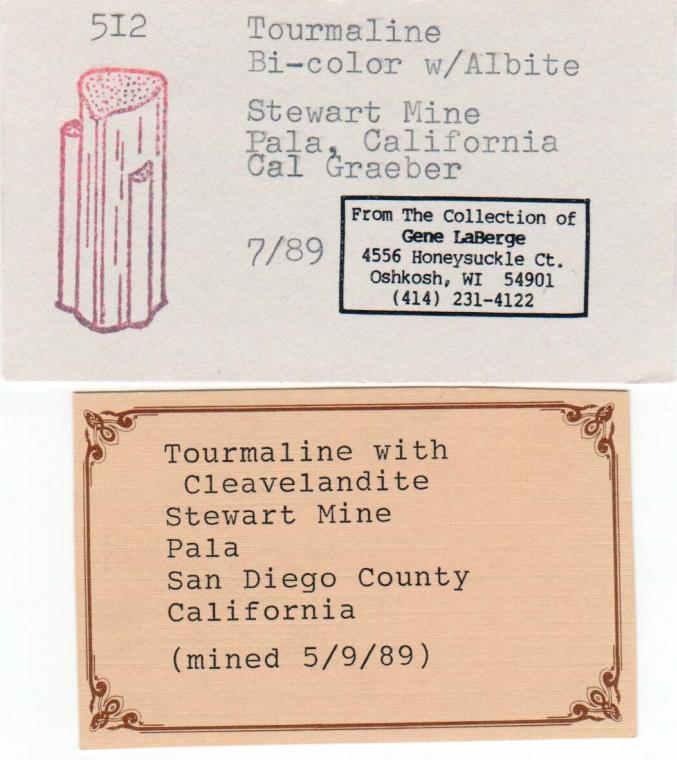 512
Tourmaline
Bi-color w/Albite
Stewart Mine
Pala, California
Cal Graeber
7/89
From The Collection of
Gene LaBerge
4556 Honeysuckle Ct.
Oshkosh, WI 54901
(414) 231-4122
Tourmaline with
Cleavelandite
Stewart Mine
Pala
San Diego County
California
(mined 5/9/89)